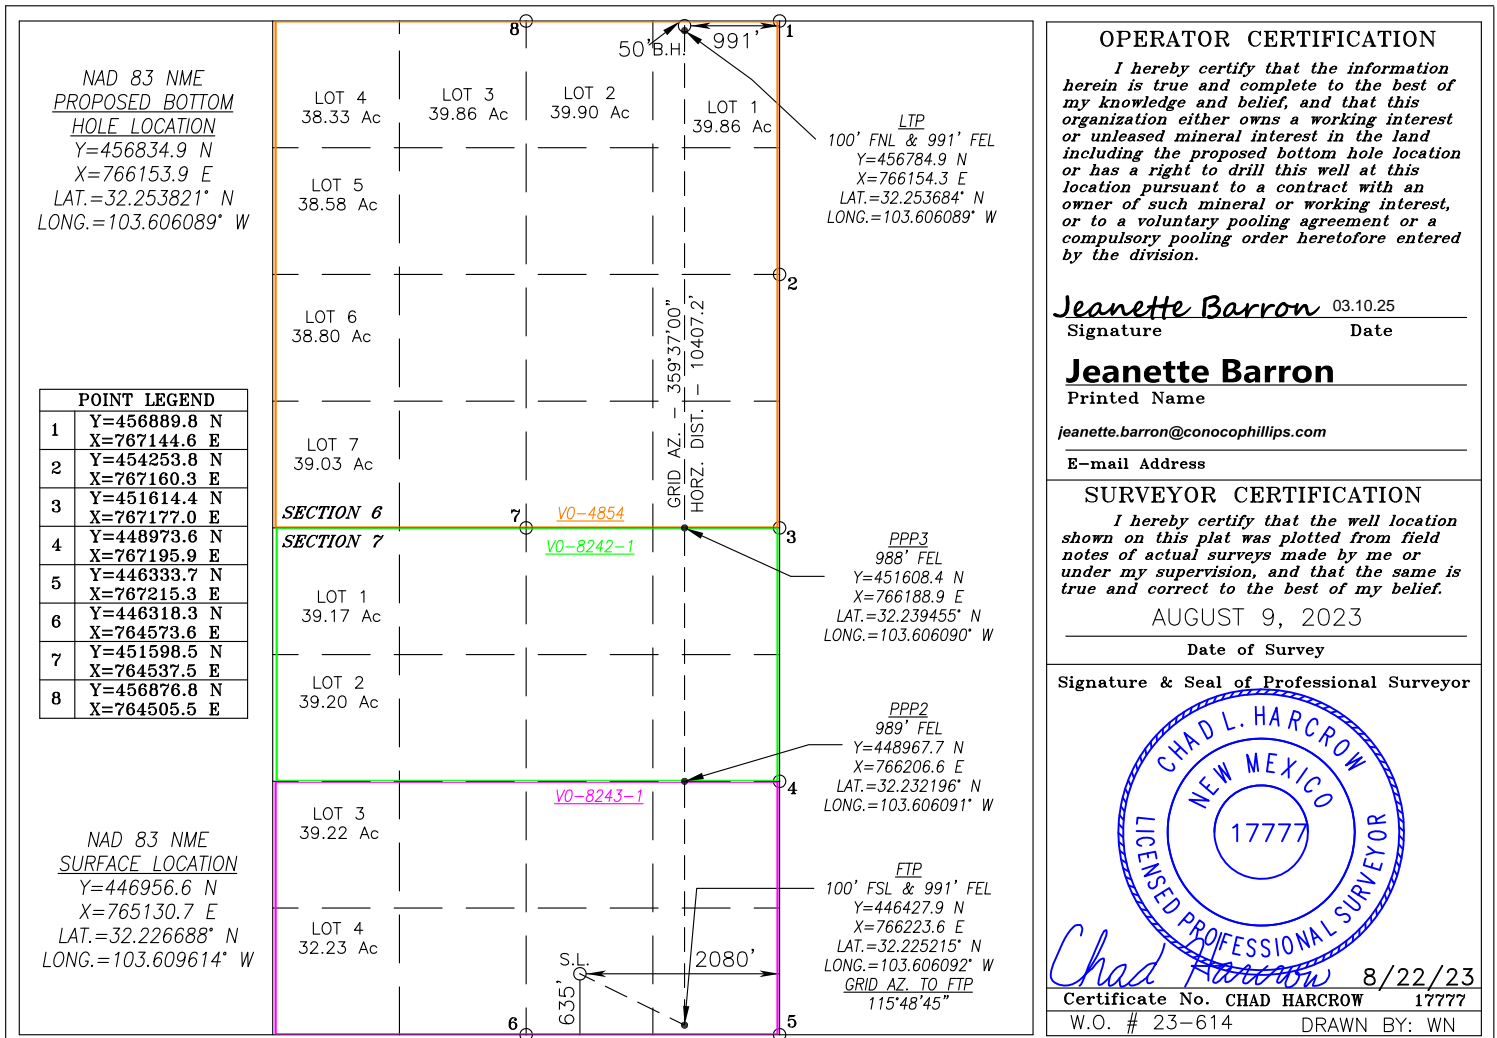 NAD 83 NME
PROPOSED BOTTOM
HOLE LOCATION
Y=456834.9 N
X=766153.9 E
LAT.=32.253821° N
LONG.=103.606089° W
POINT LEGEND
1 Y=456889.8 N
X=767144.6 E
2 Y=454253.8 N
X=767160.3 E
3 Y=451614.4 N
X=767177.0 E
4 Y=448973.6 N
X=767195.9 E
5 Y=446333.7 N
X=767215.3 E
6 Y=446318.3 N
X=764573.6 E
7 Y=451598.5 N
X=764537.5 E
8 Y=456876.8 N
X=764505.5 E
NAD 83 NME
SURFACE LOCATION
Y=446956.6 N
X=765130.7 E
LAT.=32.226688° N
LONG.=103.609614° W
8
1
50'
B.H.
991'
LOT 4
38.33 Ac
LOT 3
39.86 Ac
LOT 2
39.90 Ac
LOT 1
39.86 Ac
LOT 5
38.58 Ac
2
LOT 6
38.80 Ac
GRID AZ. – 359°37'00"
HORZ. DIST. – 10407.2'
LOT 7
39.03 Ac
SECTION 6
7
VO-4854
3
SECTION 7
VO-8242-1
LOT 1
39.17 Ac
LOT 2
39.20 Ac
4
VO-8243-1
LOT 3
39.22 Ac
LOT 4
32.23 Ac
S.L.
2080'
635'
6
5
LTP
100' FNL & 991' FEL
Y=456784.9 N
X=766154.3 E
LAT.=32.253684° N
LONG.=103.606089° W
PPP3
988' FEL
Y=451608.4 N
X=766188.9 E
LAT.=32.239455° N
LONG.=103.606090° W
PPP2
989' FEL
Y=448967.7 N
X=766206.6 E
LAT.=32.232196° N
LONG.=103.606091° W
FTP
100' FSL & 991' FEL
Y=446427.9 N
X=766223.6 E
LAT.=32.225215° N
LONG.=103.606092° W
GRID AZ. TO FTP
115°48'45"
OPERATOR CERTIFICATION
I hereby certify that the information
herein is true and complete to the best of
my knowledge and belief, and that this
organization either owns a working interest
or unleased mineral interest in the land
including the proposed bottom hole location
or has a right to drill this well at this
location pursuant to a contract with an
owner of such mineral or working interest,
or to a voluntary pooling agreement or a
compulsory pooling order heretofore entered
by the division.
Jeanette Barron 03.10.25
Signature Date
Jeanette Barron
Printed Name
jeanette.barron@conocophillips.com
E-mail Address
SURVEYOR CERTIFICATION
I hereby certify that the well location
shown on this plat was plotted from field
notes of actual surveys made by me or
under my supervision, and that the same is
true and correct to the best of my belief.
AUGUST 9, 2023
Date of Survey
Signature & Seal of Professional Surveyor
CHAD L. HARCROW
NEW MEXICO
17777
LICENSED PROFESSIONAL SURVEYOR
Chad Harcrow 8/22/23
Certificate No. CHAD HARCROW 17777
W.O. # 23-614 DRAWN BY: WN